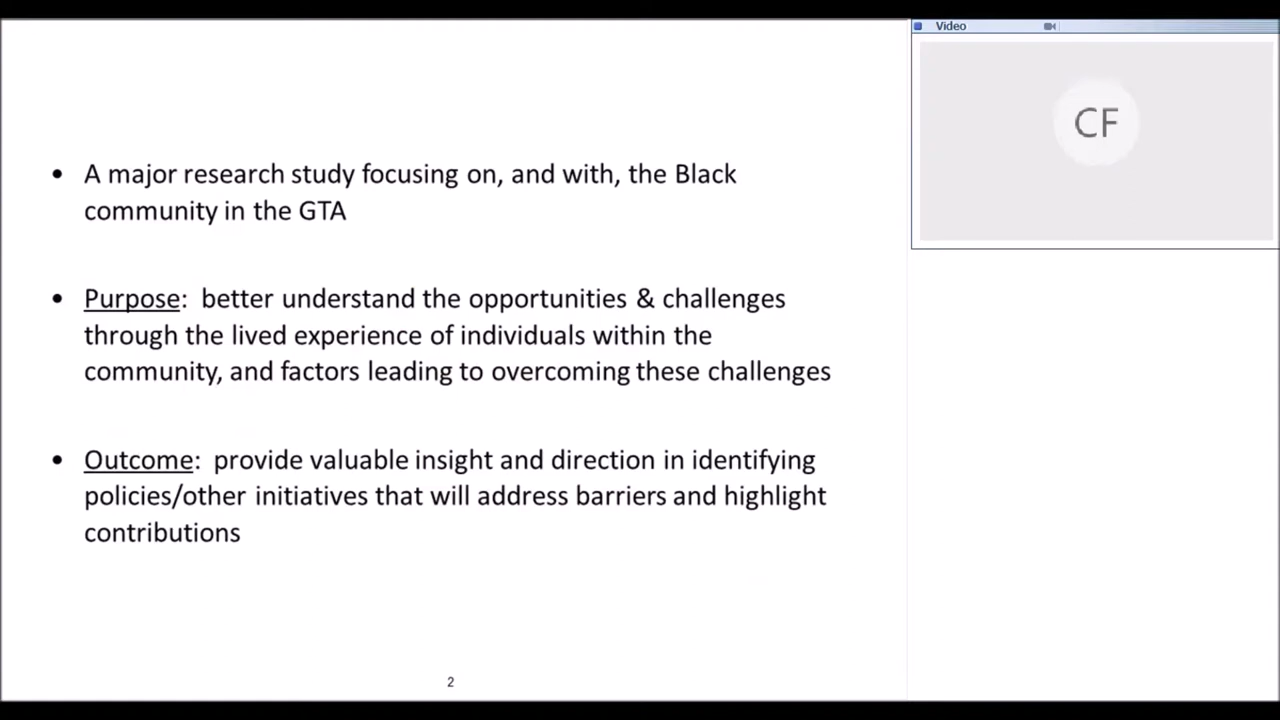 Video
CF
• A major research study focusing on, and with, the Black
community in the GTA
• Purpose:  better understand the opportunities & challenges
through the lived experience of individuals within the
community, and factors leading to overcoming these challenges
• Outcome:  provide valuable insight and direction in identifying
policies/other initiatives that will address barriers and highlight
contributions
2